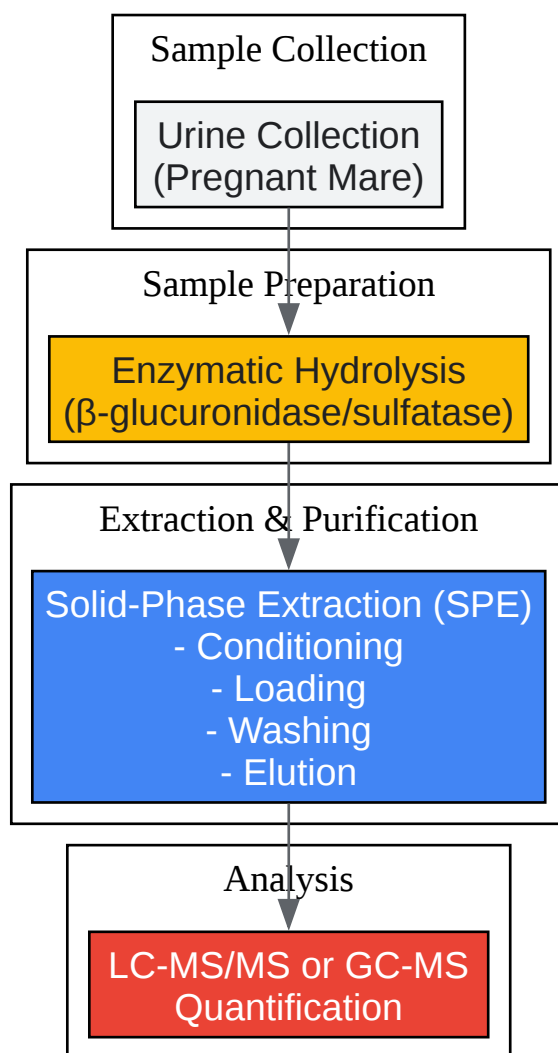 Sample Collection
Urine Collection
(Pregnant Mare)
Sample Preparation
Enzymatic Hydrolysis
(β-glucuronidase/sulfatase)
Extraction & Purification
Solid-Phase Extraction (SPE)
- Conditioning
- Loading
- Washing
- Elution
Analysis
LC-MS/MS or GC-MS
Quantification